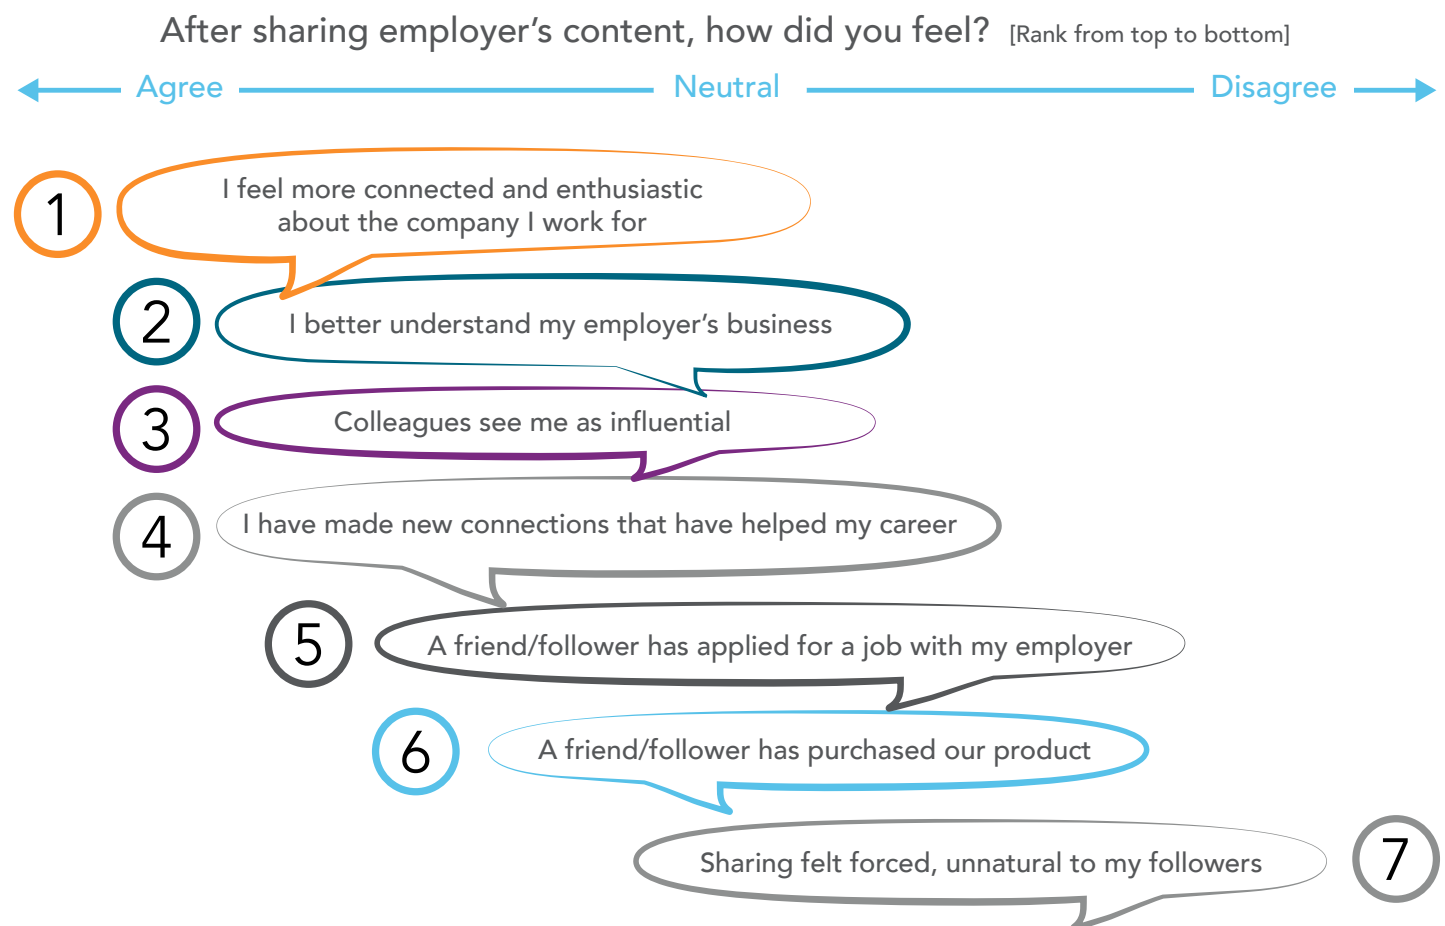 After sharing employer’s content, how did you feel? [Rank from top to bottom]
Agree Neutral Disagree
1
I feel more connected and enthusiastic
about the company I work for
2
I better understand my employer’s business
3
Colleagues see me as influential
4
I have made new connections that have helped my career
5
A friend/follower has applied for a job with my employer
6
A friend/follower has purchased our product
Sharing felt forced, unnatural to my followers
7